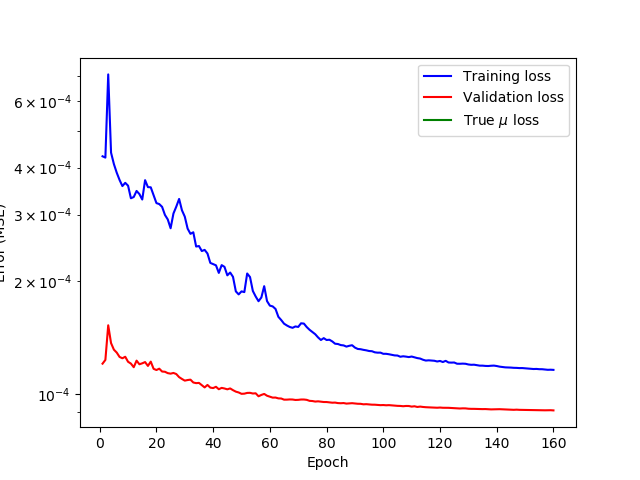 Training loss
Validation loss
True μ loss
6 × 10⁻⁴
4 × 10⁻⁴
3 × 10⁻⁴
2 × 10⁻⁴
10⁻⁴
Error (MSE)
0 20 40 60 80 100 120 140 160
Epoch